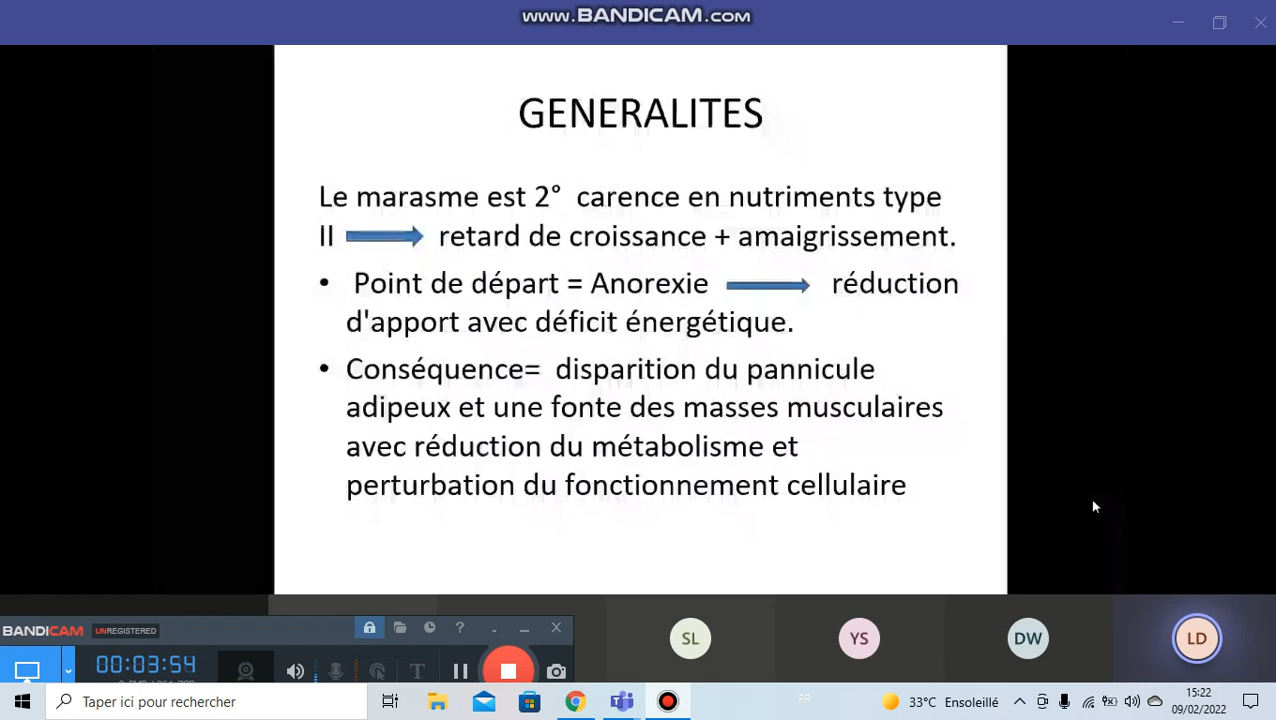 www.BANDICAM.com
GENERALITES
Le marasme est 2° carence en nutriments type
II retard de croissance + amaigrissement.
• Point de départ = Anorexie réduction
d'apport avec déficit énergétique.
• Conséquence= disparition du pannicule
adipeux et une fonte des masses musculaires
avec réduction du métabolisme et
perturbation du fonctionnement cellulaire
BANDICAM UNREGISTERED
00:03:54
SL YS DW LD
Taper ici pour rechercher
FR
33°C Ensoleillé
15:22
09/02/2022